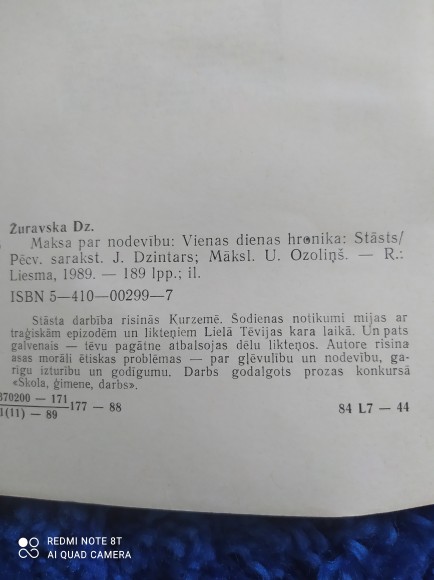 Žuravska Dz.
Maksa par nodevību: Vienas dienas hronika: Stāsts/
Pēcv. sarakst. J. Dzintars; Māksl. U. Ozoliņš. — R.:
Liesma, 1989. — 189 lpp.; il.
ISBN 5—410—00299—7
Stāsta darbība risinās Kurzemē. Šodienas notikumi mijas ar
traģiskām epizodēm un likteņiem Lielā Tēvijas kara laikā. Un pats
galvenais — tēvu pagātne atbalsojas dēlu likteņos. Autore risina
asas morāli ētiskas problēmas — par gļēvulību un nodevību, ga-
rīgu izturību un godīgumu. Darbs godalgots prozas konkursā
«Skola, ģimene, darbs».
70200 — 171
1(11) — 89
177 — 88
84 L7 — 44
REDMI NOTE 8T
AI QUAD CAMERA